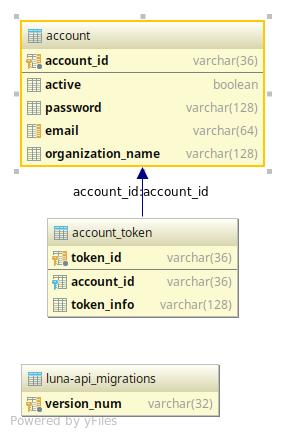 account
account_id varchar(36)
active boolean
password varchar(128)
email varchar(64)
organization_name varchar(128)
account_id:account_id
account_token
token_id varchar(36)
account_id varchar(36)
token_info varchar(128)
luna-api_migrations
version_num varchar(32)
Powered by yFiles